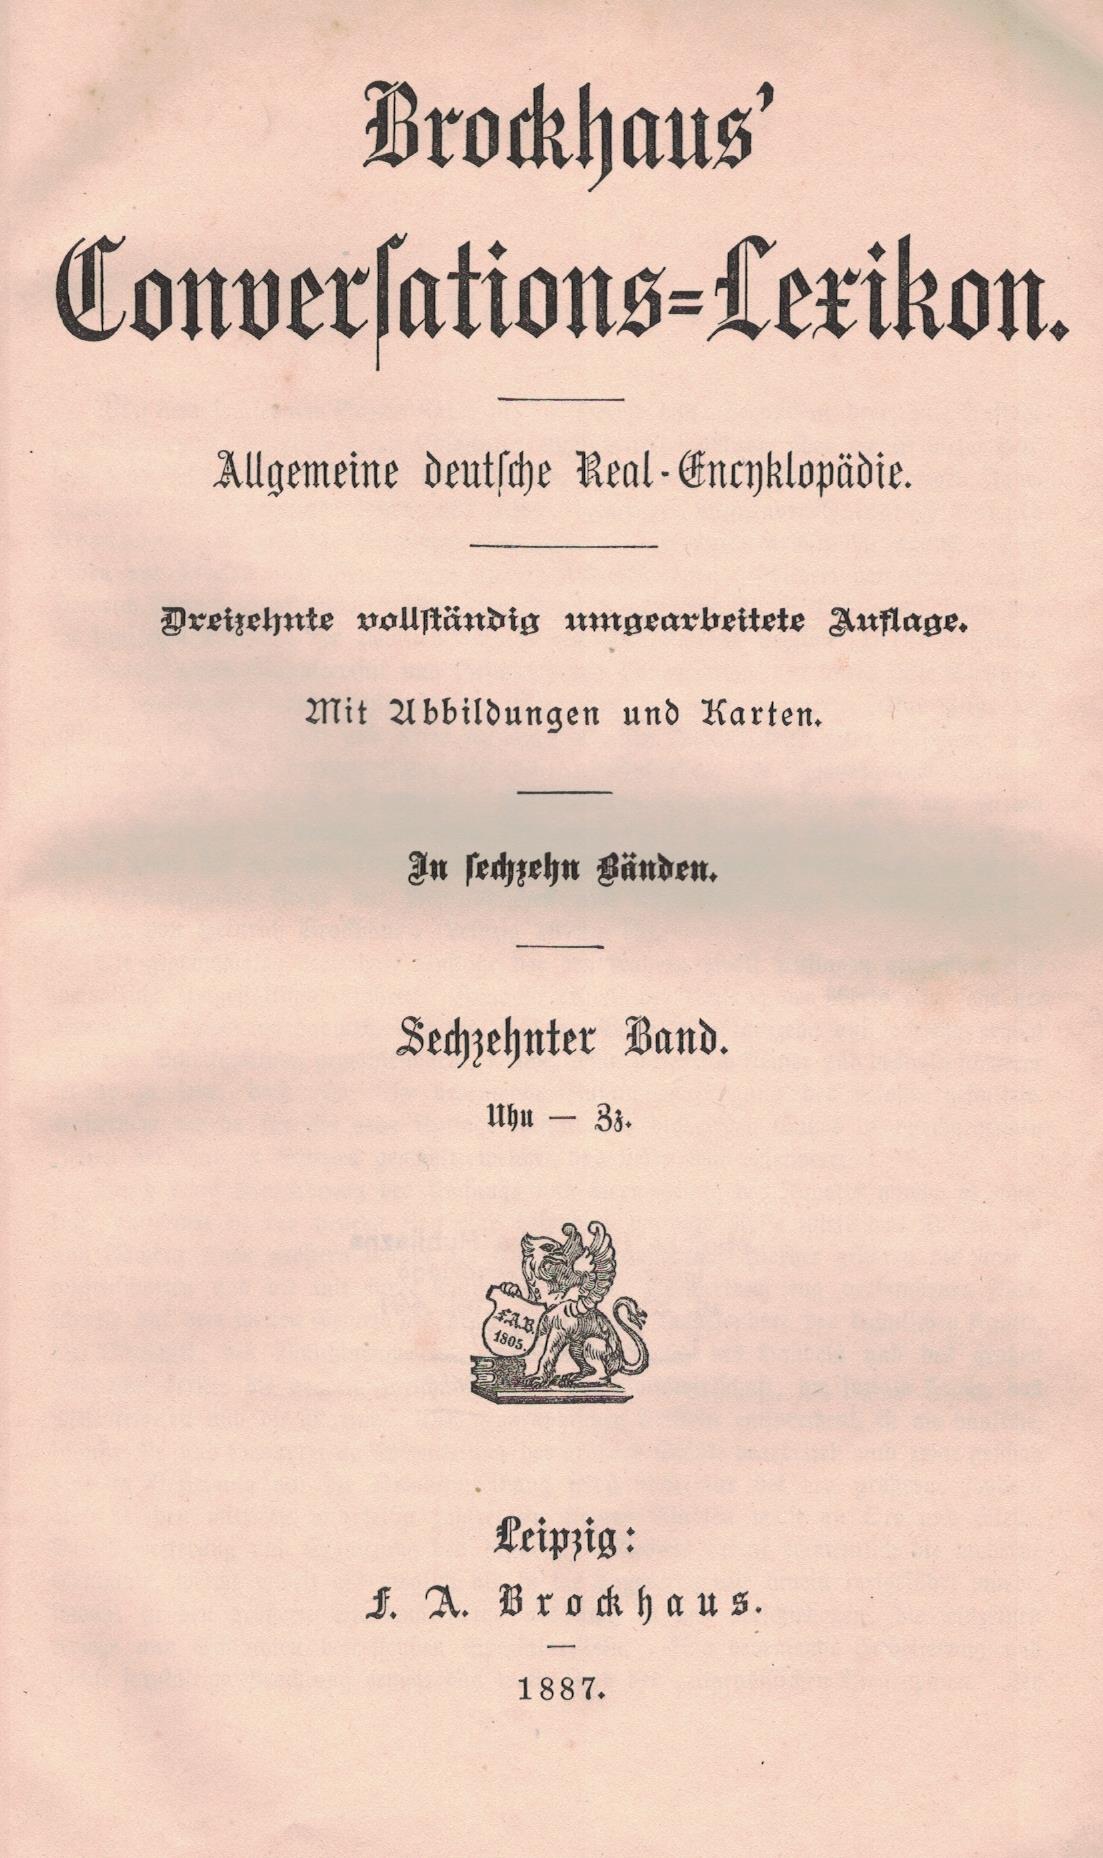 Brockhaus’
Converſations=Lexikon.
Allgemeine deutſche Real-Encyklopädie.
Dreizehnte vollſtändig umgearbeitete Auflage.
Mit Abbildungen und Karten.
In ſechzehn Bänden.
Sechzehnter Band.
Uhu — Zz.
F.A.B.
1805.
Leipzig:
F. A. Brockhaus.
1887.